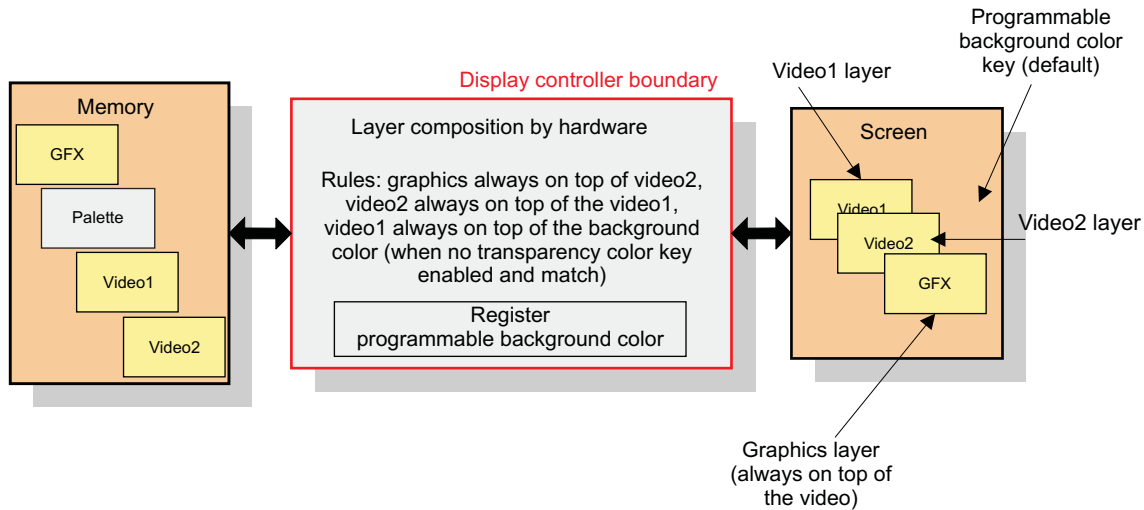 Programmable
background color
key (default)
Display controller boundary
Video1 layer
Memory
GFX
Palette
Video1
Video2
Layer composition by hardware
Rules: graphics always on top of video2,
video2 always on top of the video1,
video1 always on top of the background
color (when no transparency color key
enabled and match)
Register
programmable background color
Screen
Video1
Video2
GFX
Video2 layer
Graphics layer
(always on top of
the video)